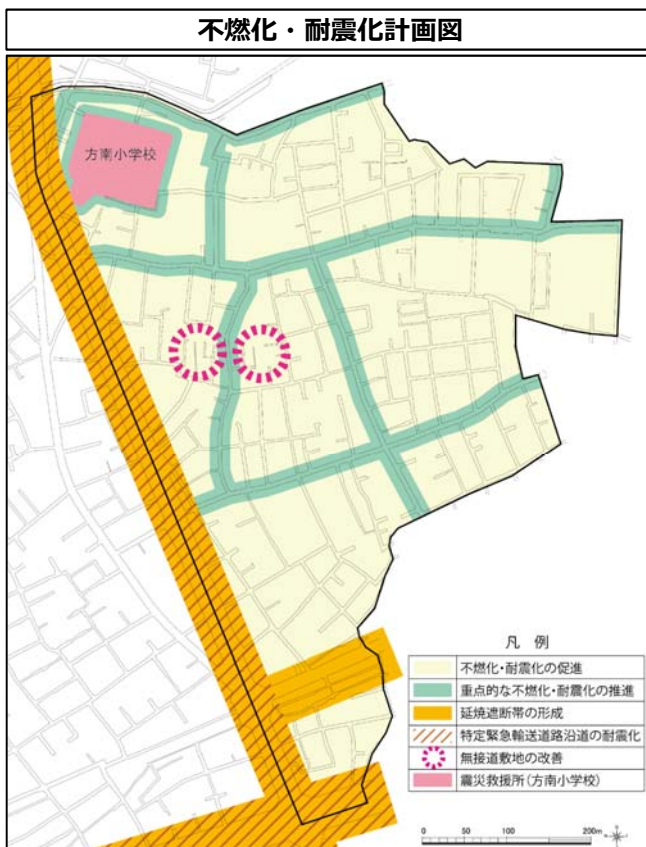 不燃化・耐震化計画図
方南小学校
凡 例
不燃化・耐震化の促進
重点的な不燃化・耐震化の推進
延焼遮断帯の形成
特定緊急輸送道路沿道の耐震化
無接道敷地の改善
震災救援所(方南小学校)
0 50 100 200m